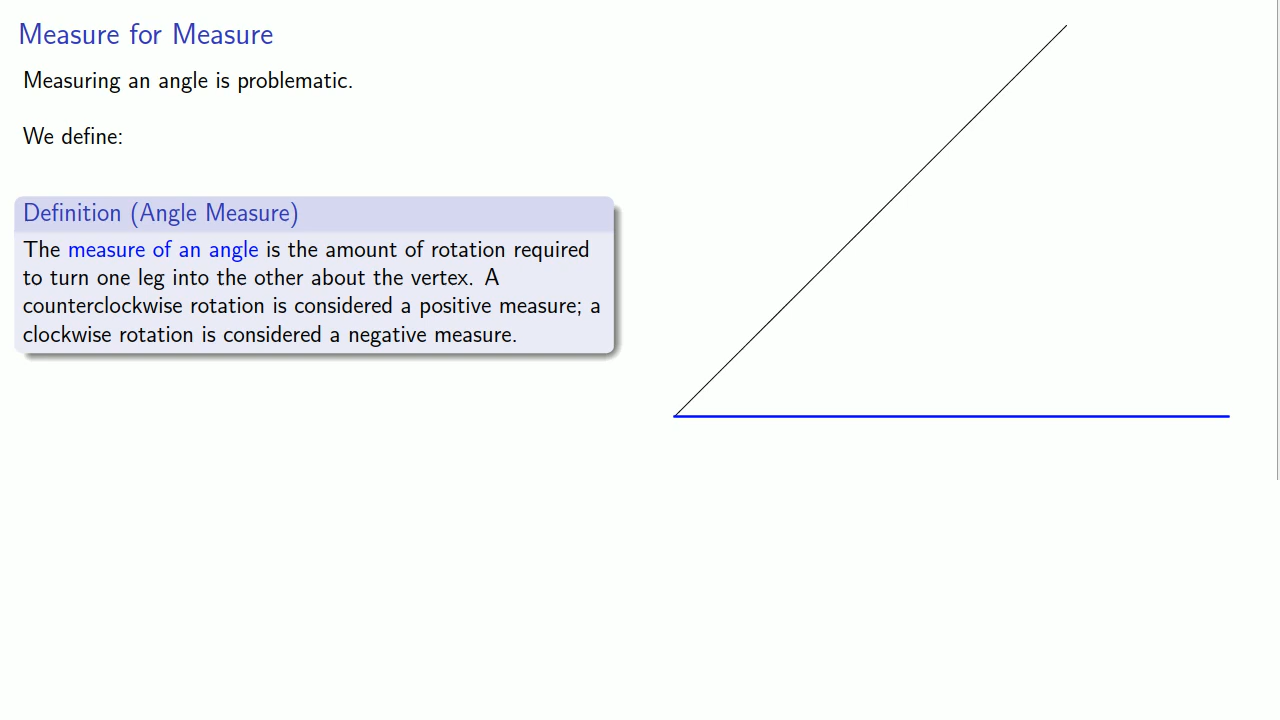 Measure for Measure
Measuring an angle is problematic.
We define:
Definition (Angle Measure)
The measure of an angle is the amount of rotation required
to turn one leg into the other about the vertex. A
counterclockwise rotation is considered a positive measure; a
clockwise rotation is considered a negative measure.